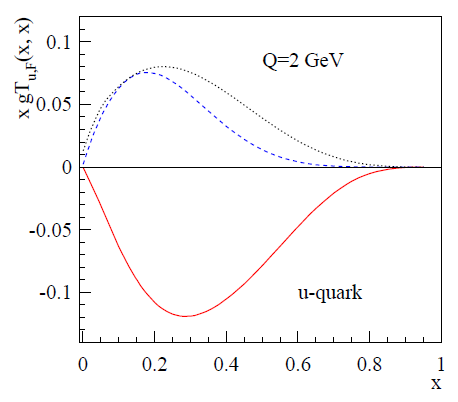 x gT_{u,F}(x, x)
0.1
0.05
0
-0.05
-0.1
Q=2 GeV
u-quark
0 0.2 0.4 0.6 0.8 1
x